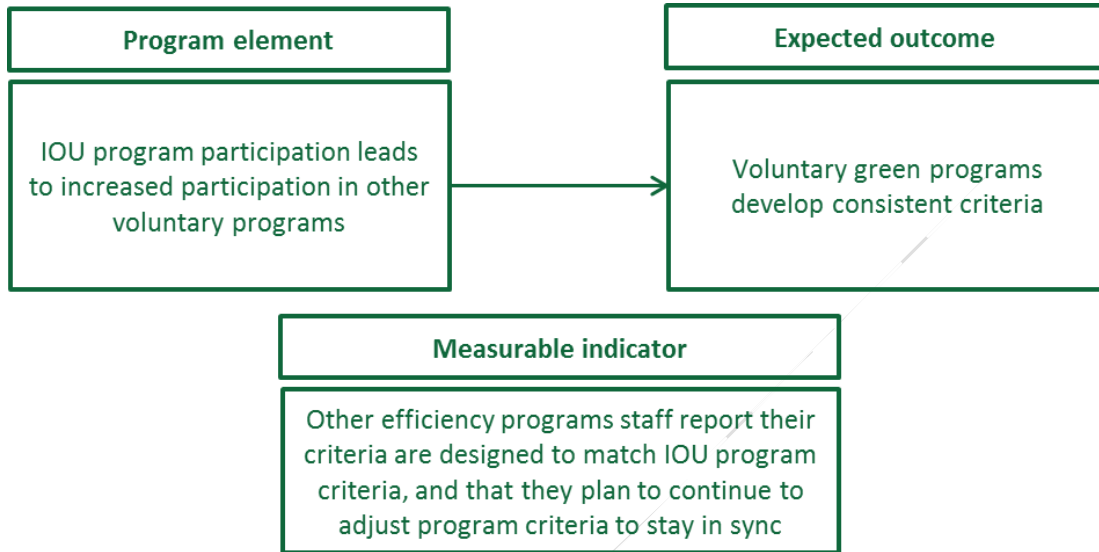 Program element
IOU program participation leads
to increased participation in other
voluntary programs
Expected outcome
Voluntary green programs
develop consistent criteria
Measurable indicator
Other efficiency programs staff report their
criteria are designed to match IOU program
criteria, and that they plan to continue to
adjust program criteria to stay in sync